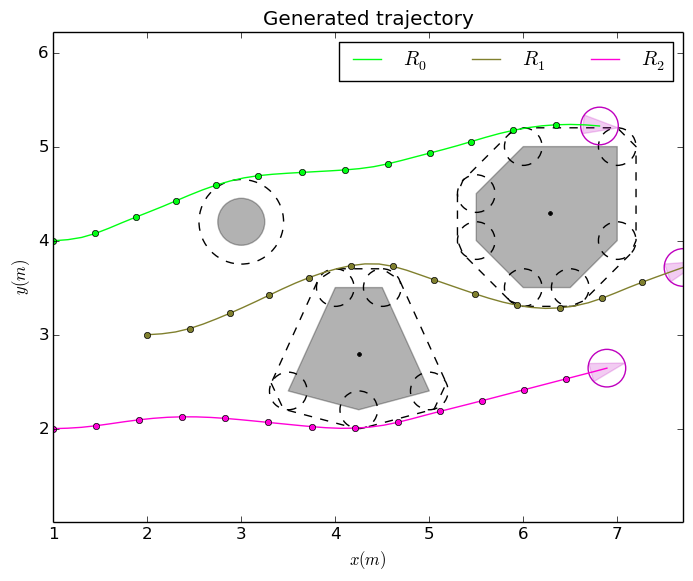 Generated trajectory
R₀ R₁ R₂
6
5
4
3
2
y(m)
1 2 3 4 5 6 7
x(m)